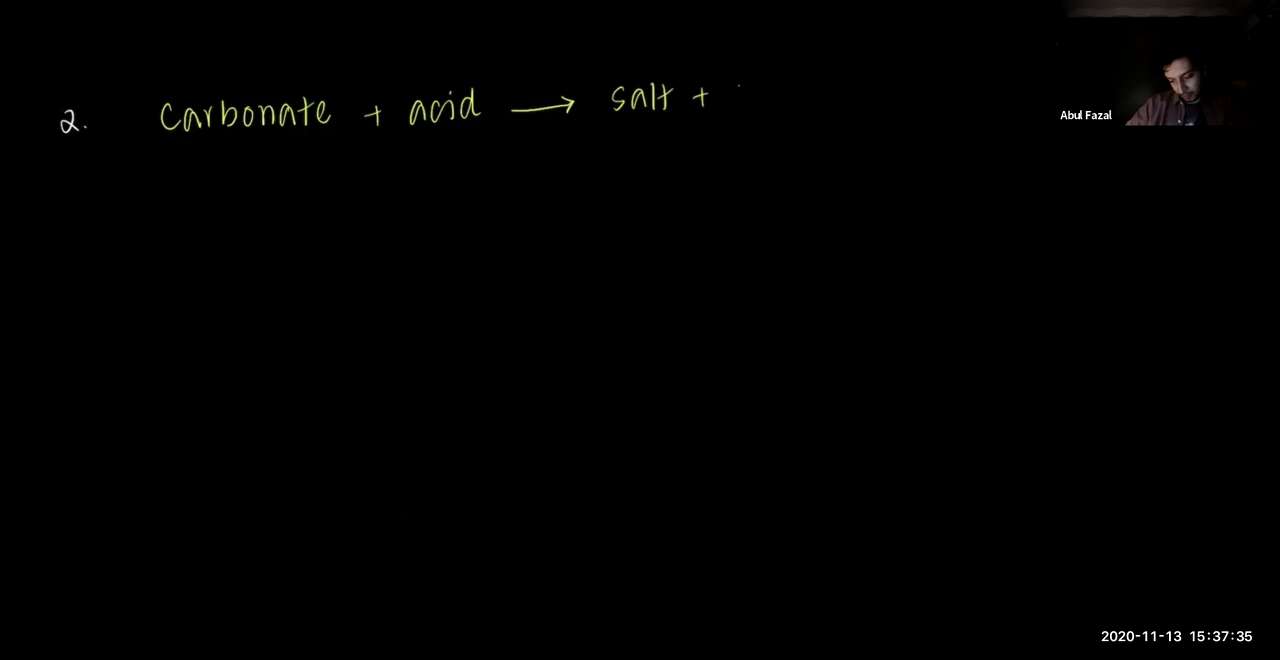 2. Carbonate + acid → salt +
Abul Fazal
2020-11-13 15:37:35